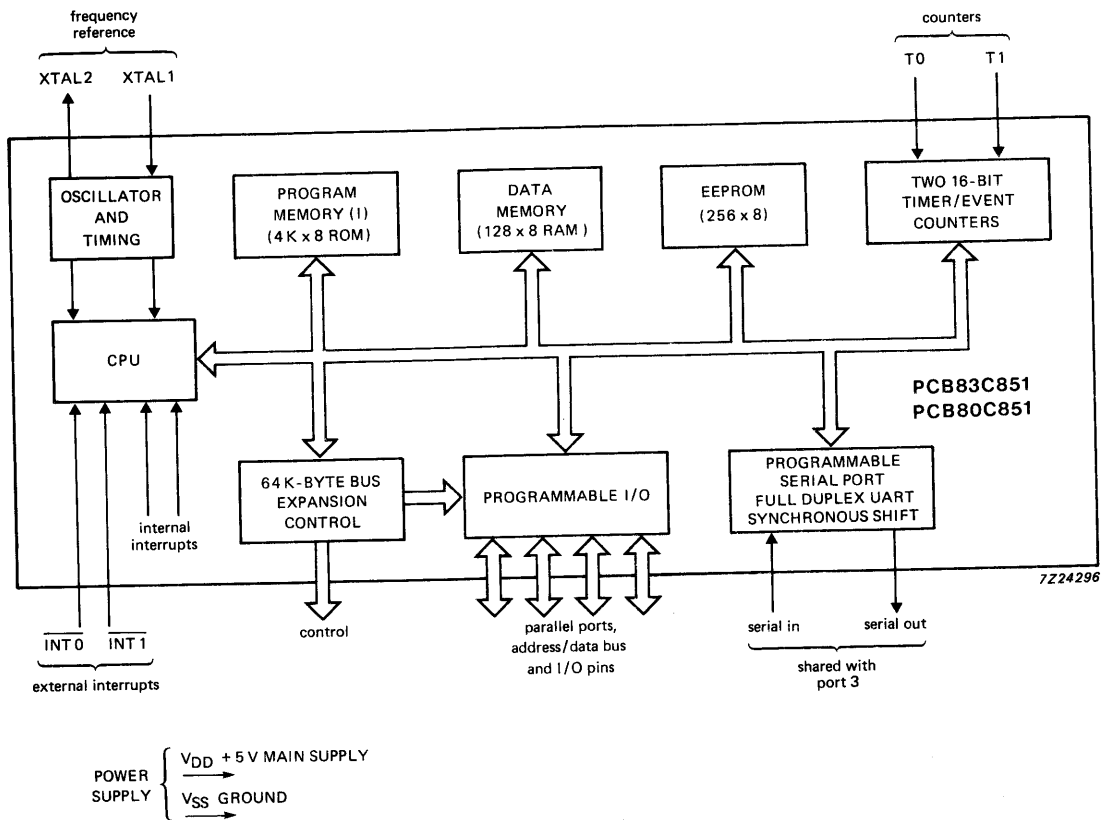 frequency
reference
XTAL2 XTAL1
counters
T0 T1
OSCILLATOR
AND
TIMING
PROGRAM
MEMORY (I)
(4K x 8 ROM)
DATA
MEMORY
(128 x 8 RAM )
EEPROM
(256 x 8)
TWO 16-BIT
TIMER/EVENT
COUNTERS
CPU
PCB83C851
PCB80C851
64K-BYTE BUS
EXPANSION
CONTROL
PROGRAMMABLE I/O
PROGRAMMABLE
SERIAL PORT
FULL DUPLEX UART
SYNCHRONOUS SHIFT
internal
interrupts
7Z24296
INT0 INT1
external interrupts
control
parallel ports,
address/data bus
and I/O pins
serial in serial out
shared with
port 3
POWER
SUPPLY
VDD +5V MAIN SUPPLY
VSS GROUND